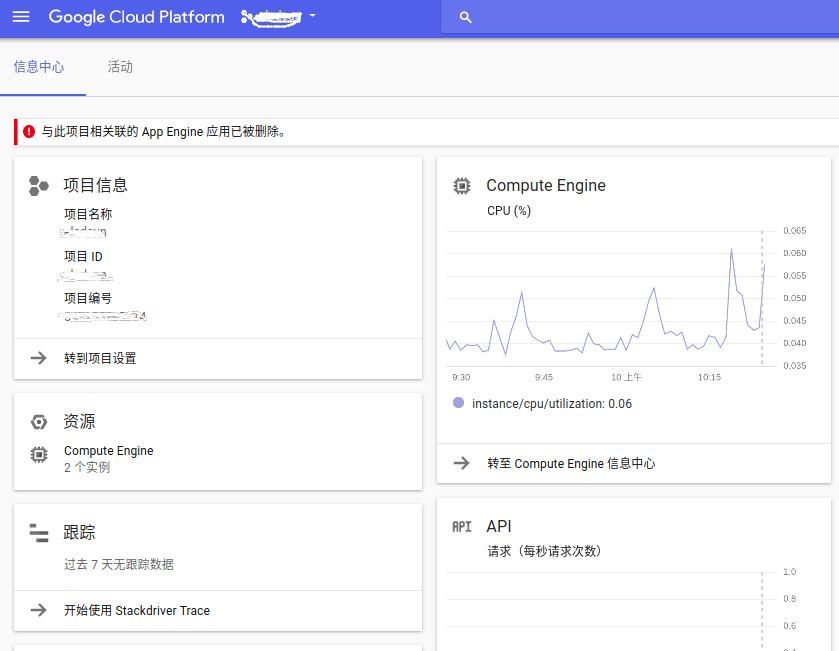 Google Cloud Platform
信息中心
活动
与此项目相关联的 App Engine 应用已被删除。
项目信息
项目名称
项目 ID
项目编号
转到项目设置
资源
Compute Engine
2 个实例
跟踪
过去 7 天无跟踪数据
开始使用 Stackdriver Trace
Compute Engine
CPU (%)
0.065
0.060
0.055
0.050
0.045
0.040
0.035
9:30 9:45 10 上午 10:15
instance/cpu/utilization: 0.06
转至 Compute Engine 信息中心
API API
请求（每秒请求次数）
1.0
0.8
0.6